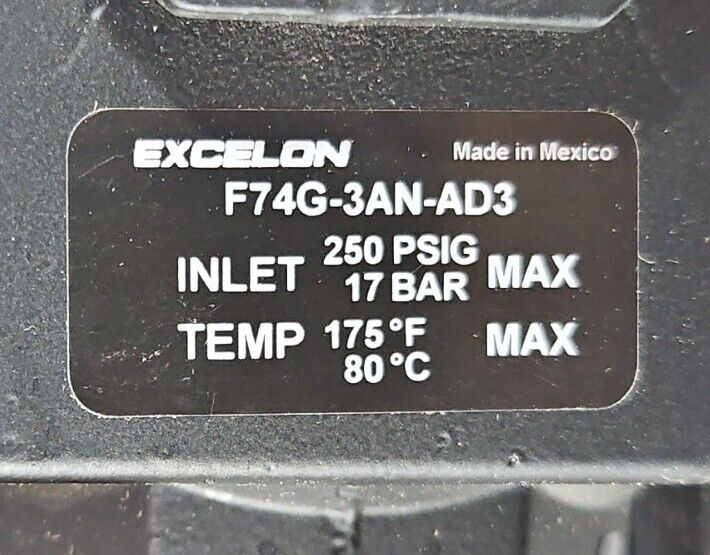 EXCELON Made in Mexico
F74G-3AN-AD3
INLET 250 PSIG 17 BAR MAX
TEMP 175°F 80°C MAX